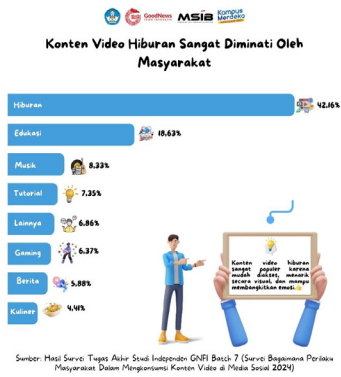 GoodNews
MSIB
Kampus
Merdeka
Konten Video Hiburan Sangat Diminati Oleh
Masyarakat
Hiburan 42.16%
Edukasi 18.63%
Musik 8,33%
Tutorial 7.35%
Lainnya 6.86%
Gaming 6.37%
Berita 5.88%
Kuliner 4.41%
Konten video hiburan
sangat populer karena
mudah diakses, menarik
secara visual, dan mampu
membangkitkan emosi.
Sumber: Hasil Survei Tugas Akhir Studi Independen GNFI Batch 7 (Survei Bagaimana Perilaku
Masyarakat Dalam Mengkonsumsi Konten Video di Media Sosial 2024)